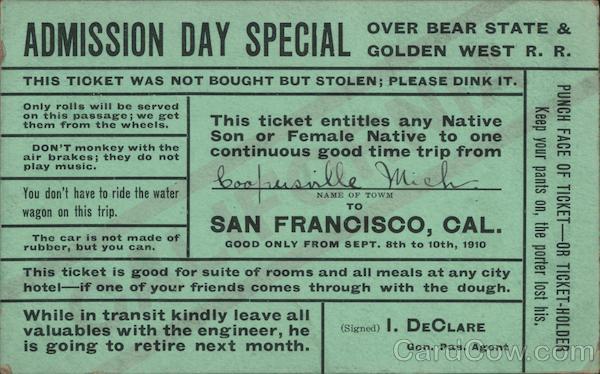 ADMISSION DAY SPECIAL
OVER BEAR STATE &
GOLDEN WEST R. R.
THIS TICKET WAS NOT BOUGHT BUT STOLEN; PLEASE DINK IT.
Only rolls will be served
on this passage; we get
them from the wheels.
DON'T monkey with the
air brakes; they do not
play music.
You don't have to ride the water
wagon on this trip.
The car is not made of
rubber, but you can.
This ticket entitles any Native
Son or Female Native to one
continuous good time trip from
Coopersville Mich.
NAME OF TOWM
TO
SAN FRANCISCO, CAL.
GOOD ONLY FROM SEPT. 8th to 10th, 1910
This ticket is good for suite of rooms and all meals at any city
hotel—if one of your friends comes through with the dough.
While in transit kindly leave all
valuables with the engineer, he
is going to retire next month.
(Signed) I. DeCLARE
Gen. Pas. Agent
PUNCH FACE OF TICKET—OR TICKET-HOLDER
Keep your pants on, the porter lost his.
CardCow.com